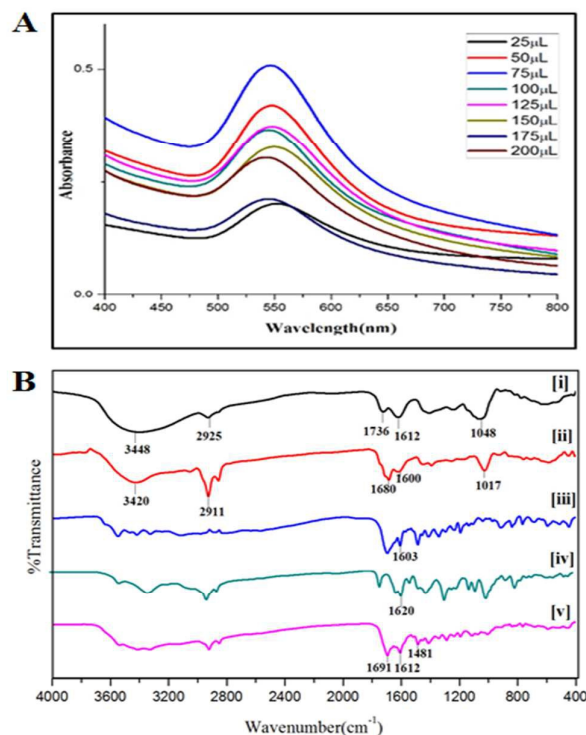 A
0.5
0.0
Absorbance
25µL
50µL
75µL
100µL
125µL
150µL
175µL
200µL
400 450 500 550 600 650 700 750 800
Wavelength(nm)
B
%Transmittance
[i]
3448 2925 1736 1612 1048
[ii]
3420 2911 1680 1600 1017
[iii]
1603
[iv]
1620
[v]
1691 1612 1481
4000 3600 2800 2000 1600 1200 800 400
Wavenumber(cm⁻¹)